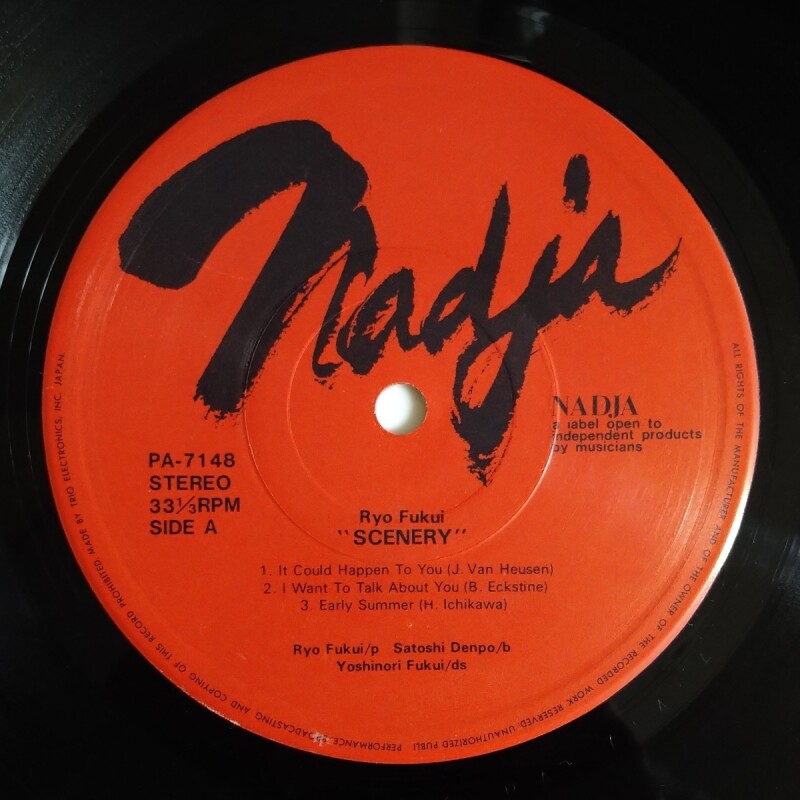 Nadja
NADJA
a label open to
independent products
by musicians
PA-7148
STEREO
33⅓RPM
SIDE A
Ryo Fukui
"SCENERY"
1. It Could Happen To You (J. Van Heusen)
2. I Want To Talk About You (B. Eckstine)
3. Early Summer (H. Ichikawa)
Ryo Fukui/p Satoshi Denpo/b
Yoshinori Fukui/ds
ALL RIGHTS OF THE MANUFACTURER AND OF THE OWNER OF THE RECORDED WORK RESERVED. UNAUTHORIZED PUBLI PERFORMANCE BROADCASTING AND COPYING OF THIS RECORD PROHIBITED MADE BY TRIO ELECTRONICS, INC. JAPAN.